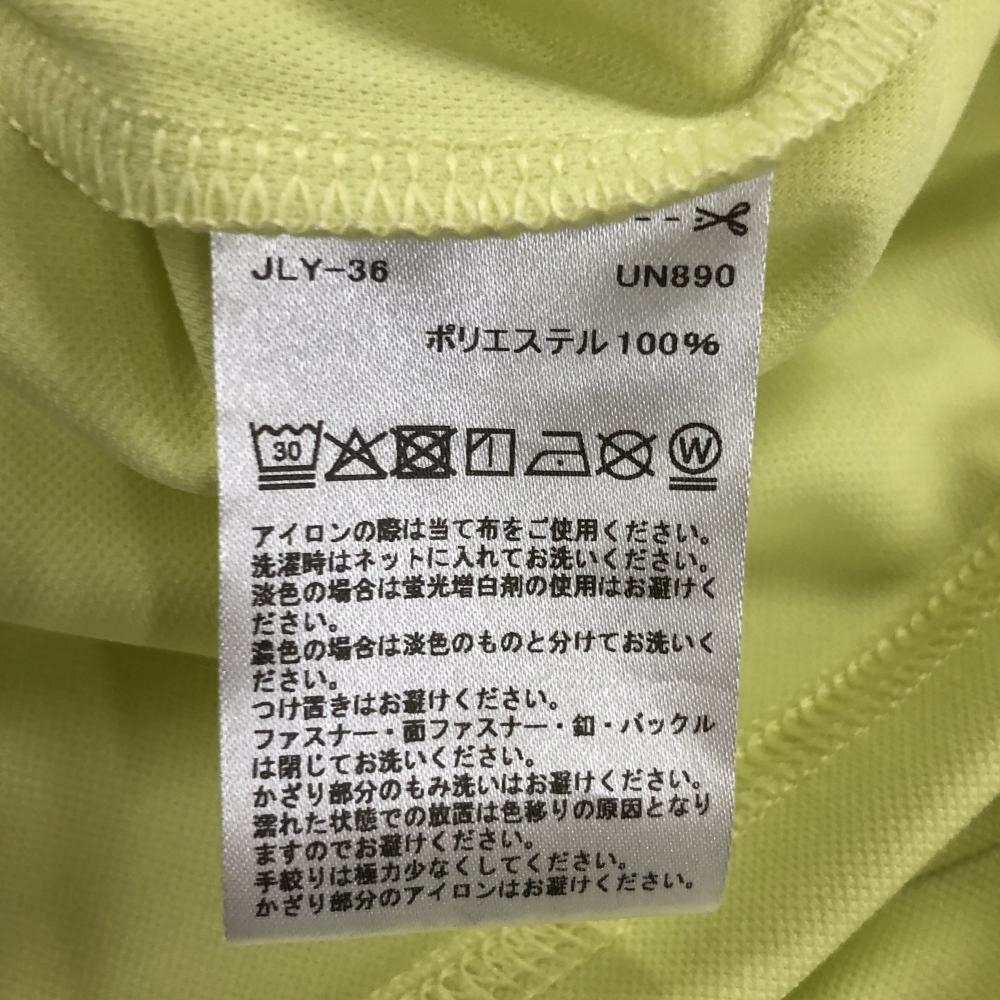 JLY-36 UN890
ポリエステル 100%
30 W
アイロンの際は当て布をご使用ください。
洗濯時はネットに入れてお洗いください。
淡色の場合は蛍光増白剤の使用はお避けく
ださい。
濃色の場合は淡色のものと分けてお洗いく
ださい。
つけ置きはお避けください。
ファスナー・面ファスナー・釦・バックル
は閉じてお洗いください。
かざり部分のもみ洗いはお避けください。
濡れた状態での放置は色移りの原因となり
ますのでお避けください。
手絞りは極力少なくしてください。
かざり部分のアイロンはお避けください。